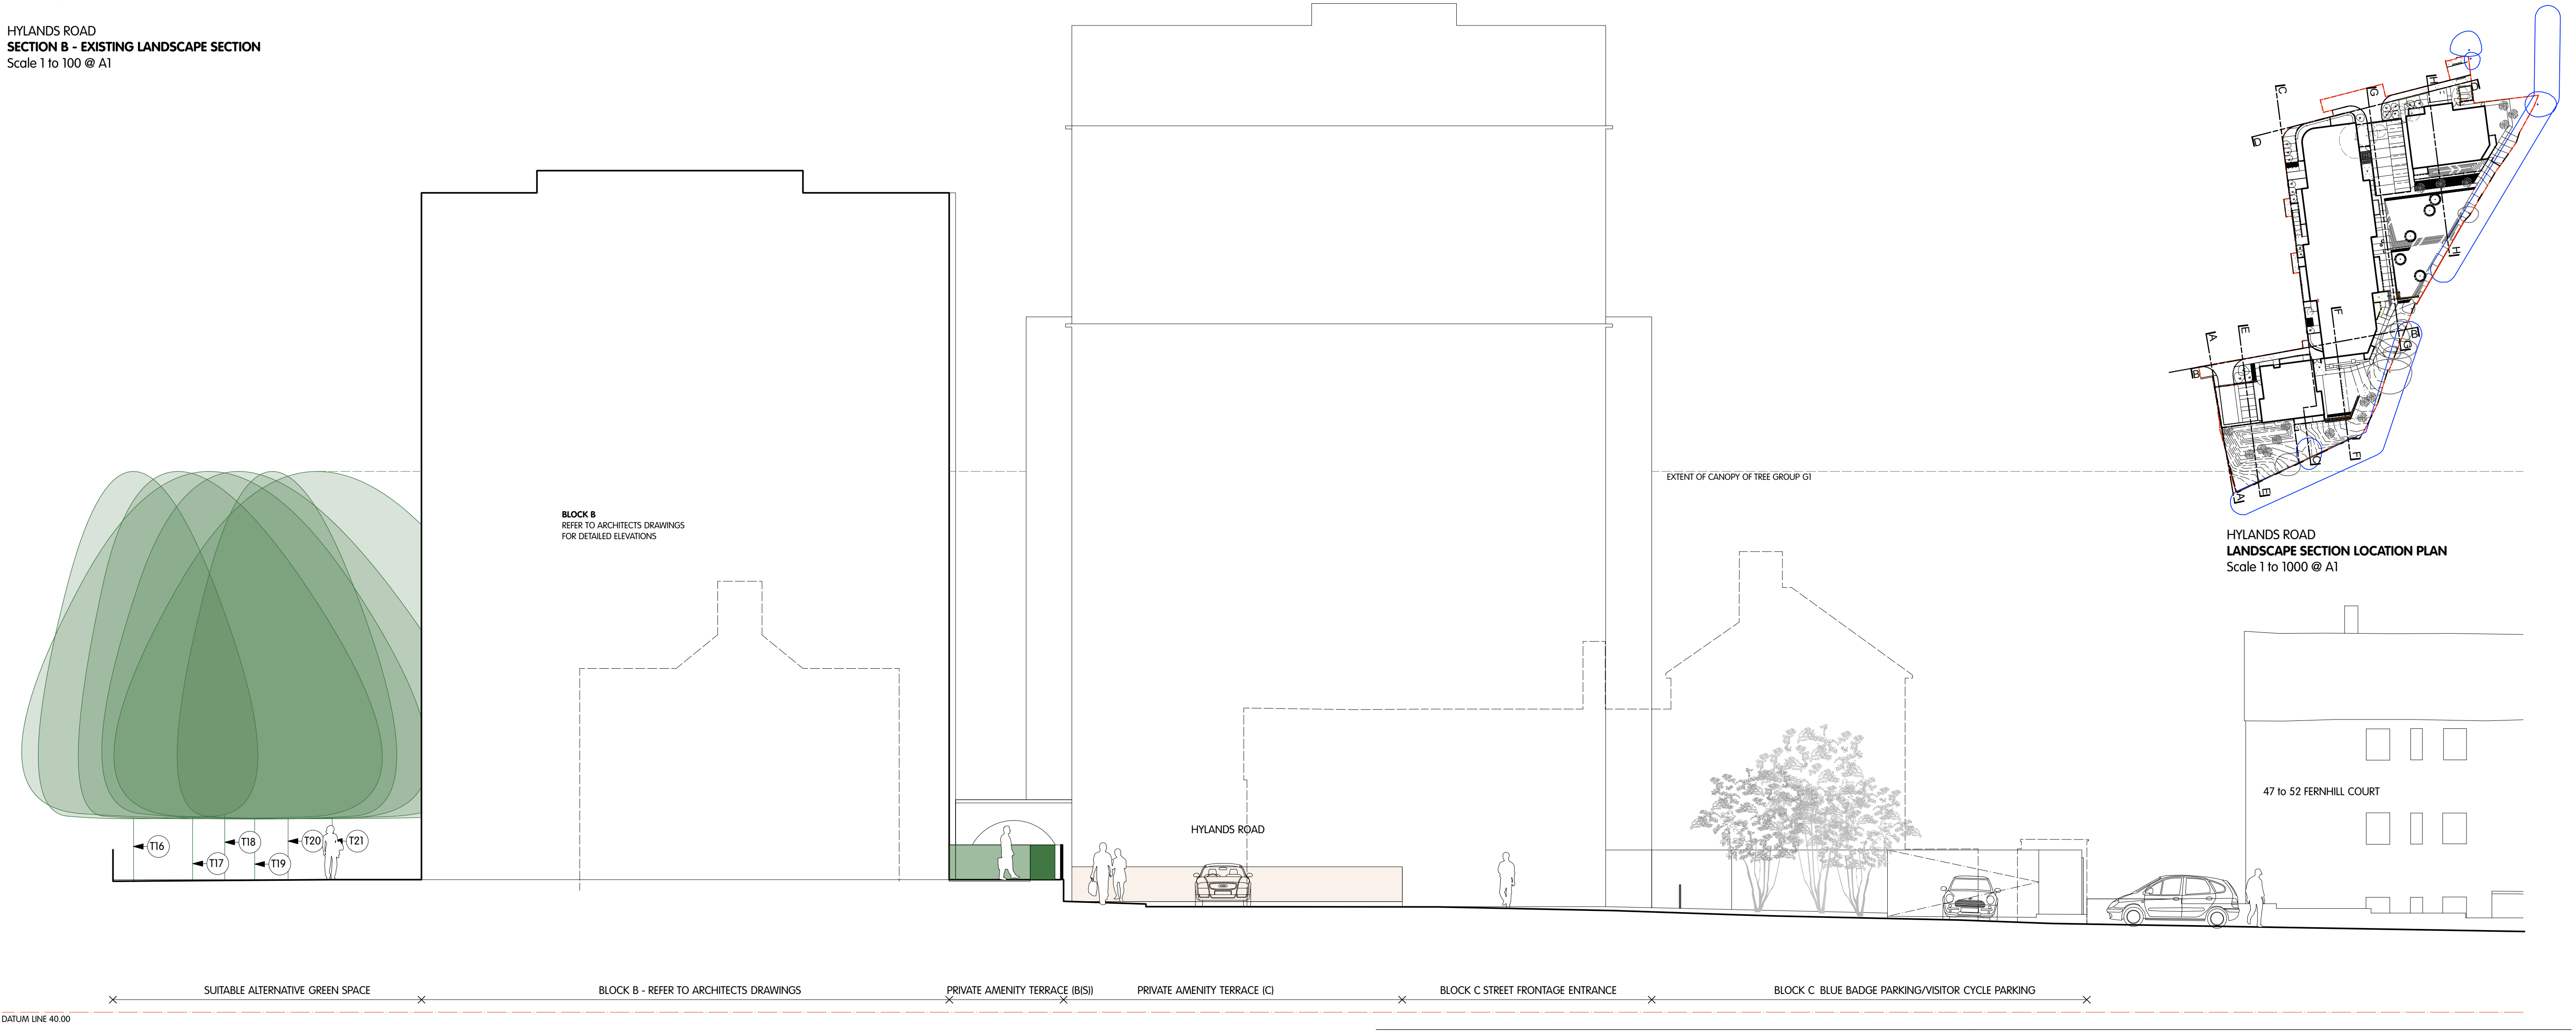 HYLANDS ROAD
SECTION B - EXISTING LANDSCAPE SECTION
Scale 1 to 100 @ A1
C
G
H
D
D
H
F
B
G
A
E
B
C
F
A
E
HYLANDS ROAD
LANDSCAPE SECTION LOCATION PLAN
Scale 1 to 1000 @ A1
EXTENT OF CANOPY OF TREE GROUP G1
BLOCK B
REFER TO ARCHITECTS DRAWINGS
FOR DETAILED ELEVATIONS
47 to 52 FERNHILL COURT
HYLANDS ROAD
T16
T17
T18
T19
T20
T21
SUITABLE ALTERNATIVE GREEN SPACE
BLOCK B - REFER TO ARCHITECTS DRAWINGS
PRIVATE AMENITY TERRACE (B(S))
PRIVATE AMENITY TERRACE (C)
BLOCK C STREET FRONTAGE ENTRANCE
BLOCK C BLUE BADGE PARKING/VISITOR CYCLE PARKING
DATUM LINE 40.00